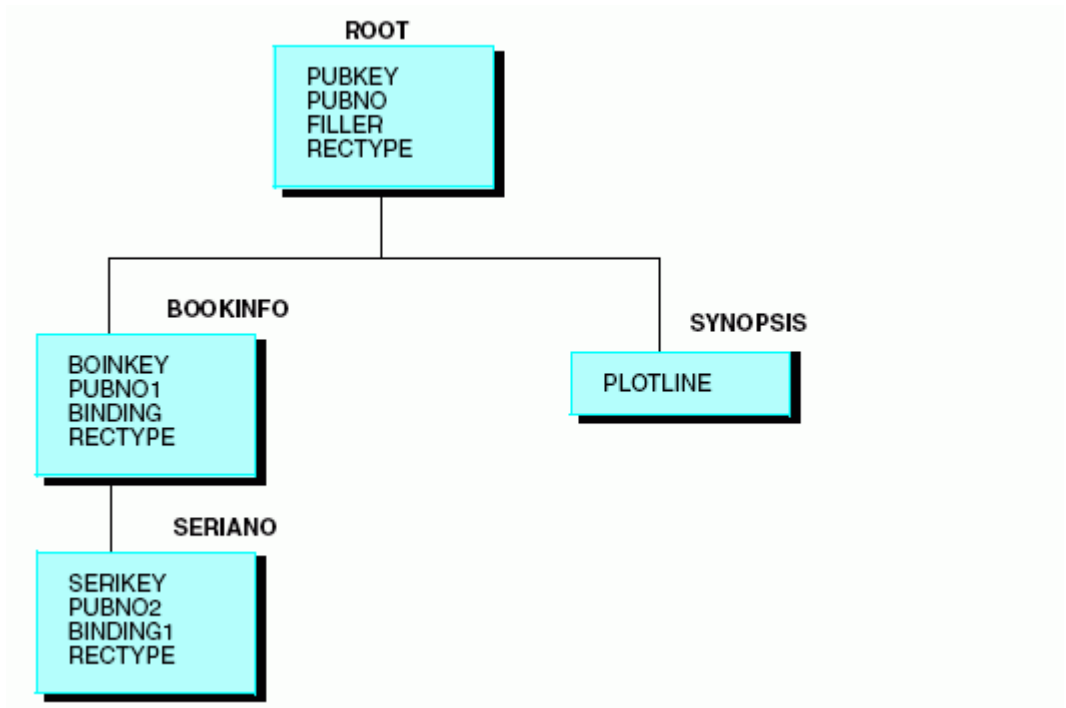 ROOT
PUBKEY
PUBNO
FILLER
RECTYPE
BOOKINFO
BOINKEY
PUBNO1
BINDING
RECTYPE
SYNOPSIS
PLOTLINE
SERIANO
SERIKEY
PUBNO2
BINDING1
RECTYPE